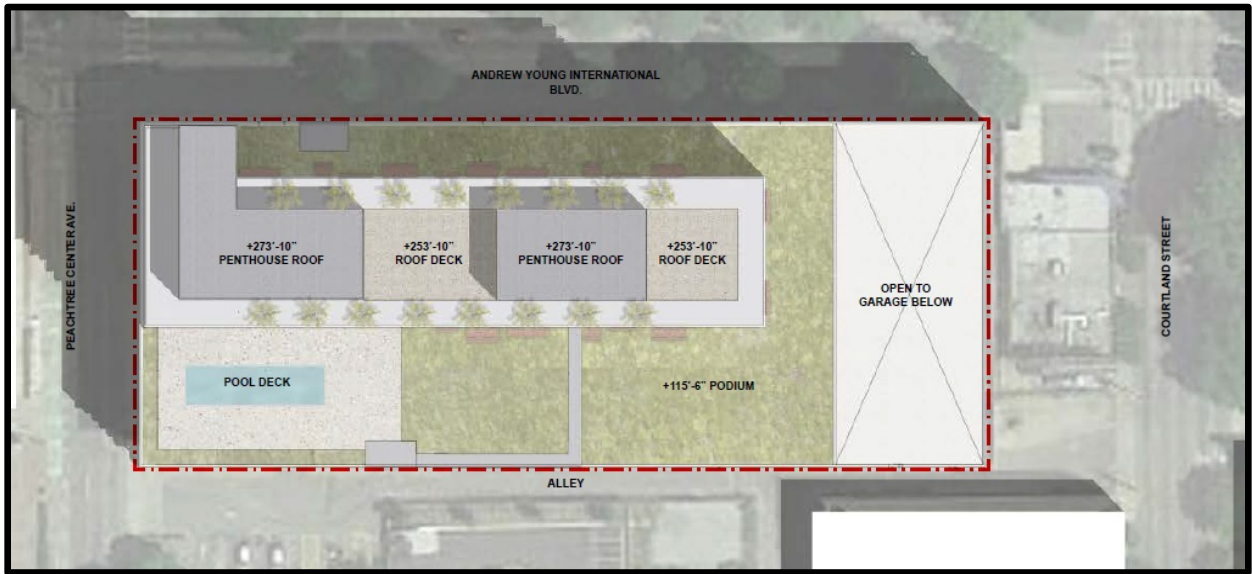 ANDREW YOUNG INTERNATIONAL
BLVD.
PEACHTREE CENTER AVE.
+273'-10"
PENTHOUSE ROOF
+253'-10"
ROOF DECK
+273'-10"
PENTHOUSE ROOF
+253'-10"
ROOF DECK
OPEN TO
GARAGE BELOW
COURTLAND STREET
POOL DECK
+115'-6" PODIUM
ALLEY